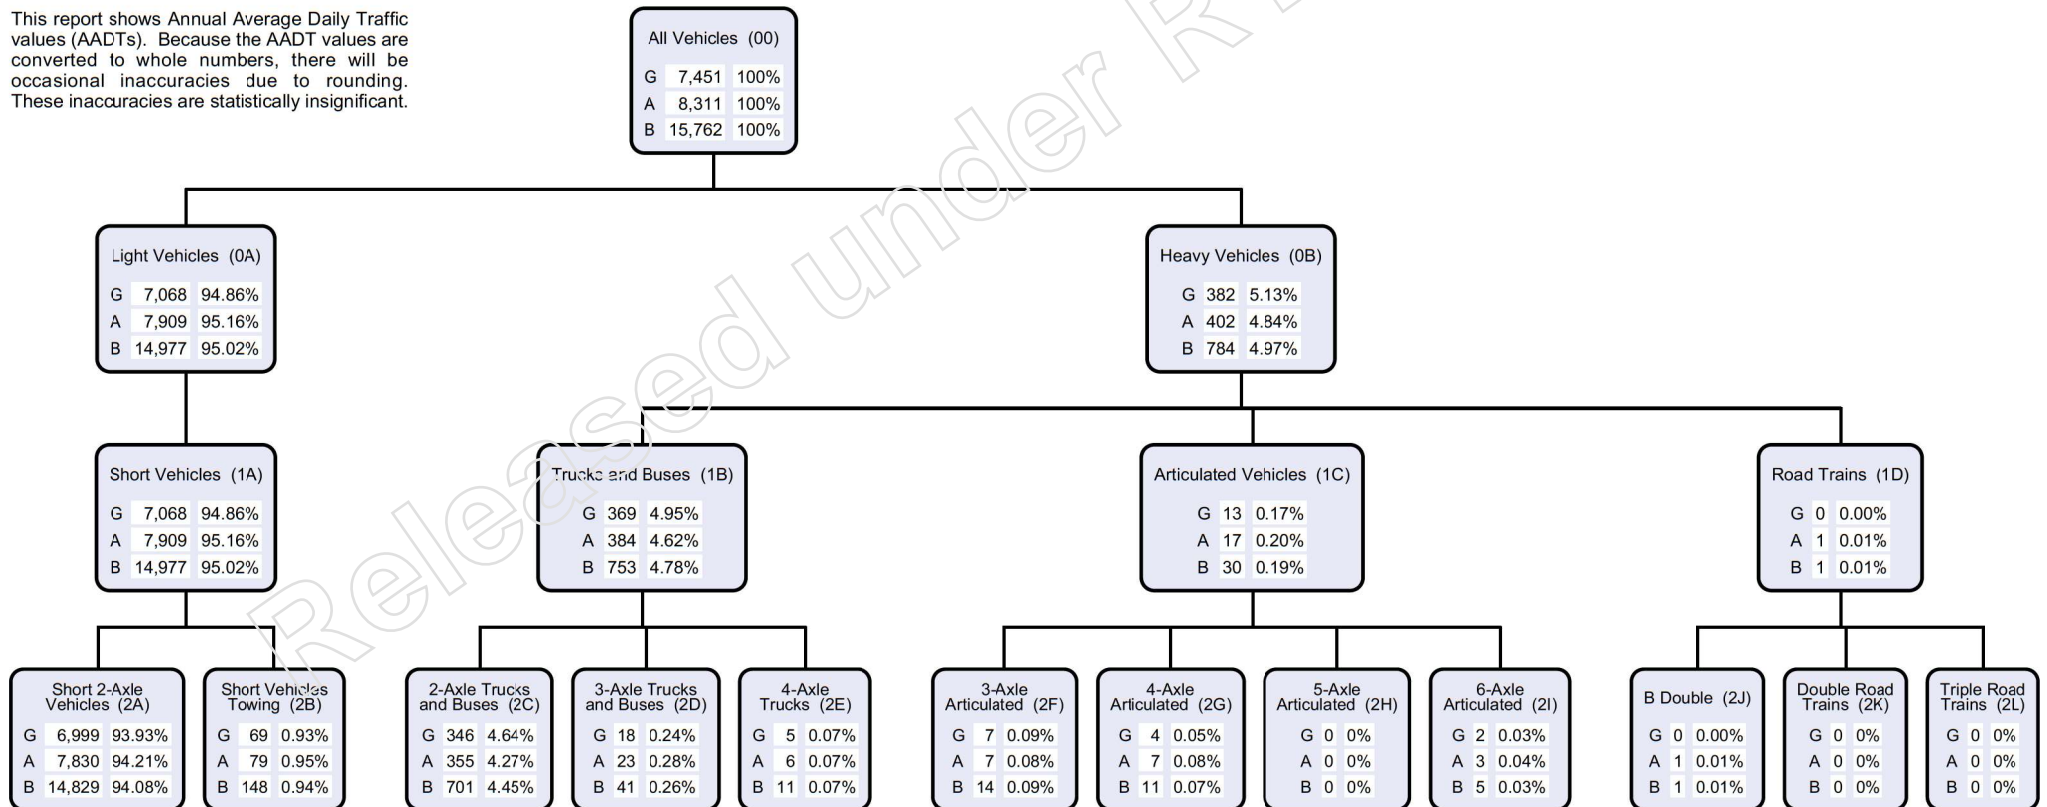 This report shows Annual Average Daily Traffic
values (AADTs). Because the AADT values are
converted to whole numbers, there will be
occasional inaccuracies due to rounding.
These inaccuracies are statistically insignificant.
All Vehicles (00)
G 7,451 100%
A 8,311 100%
B 15,762 100%
Light Vehicles (0A)
G 7,068 94.86%
A 7,909 95.16%
B 14,977 95.02%
Heavy Vehicles (0B)
G 382 5.13%
A 402 4.84%
B 784 4.97%
Short Vehicles (1A)
G 7,068 94.86%
A 7,909 95.16%
B 14,977 95.02%
Trucks and Buses (1B)
G 369 4.95%
A 384 4.62%
B 753 4.78%
Articulated Vehicles (1C)
G 13 0.17%
A 17 0.20%
B 30 0.19%
Road Trains (1D)
G 0 0.00%
A 1 0.01%
B 1 0.01%
Short 2-Axle
Vehicles (2A)
G 6,999 93.93%
A 7,830 94.21%
B 14,829 94.08%
Short Vehicles
Towing (2B)
G 69 0.93%
A 79 0.95%
B 148 0.94%
2-Axle Trucks
and Buses (2C)
G 346 4.64%
A 355 4.27%
B 701 4.45%
3-Axle Trucks
and Buses (2D)
G 18 0.24%
A 23 0.28%
B 41 0.26%
4-Axle
Trucks (2E)
G 5 0.07%
A 6 0.07%
B 11 0.07%
3-Axle
Articulated (2F)
G 7 0.09%
A 7 0.08%
B 14 0.09%
4-Axle
Articulated (2G)
G 4 0.05%
A 7 0.08%
B 11 0.07%
5-Axle
Articulated (2H)
G 0 0%
A 0 0%
B 0 0%
6-Axle
Articulated (2I)
G 2 0.03%
A 3 0.04%
B 5 0.03%
B Double (2J)
G 0 0.00%
A 1 0.01%
B 1 0.01%
Double Road
Trains (2K)
G 0 0%
A 0 0%
B 0 0%
Triple Road
Trains (2L)
G 0 0%
A 0 0%
B 0 0%
Released under R